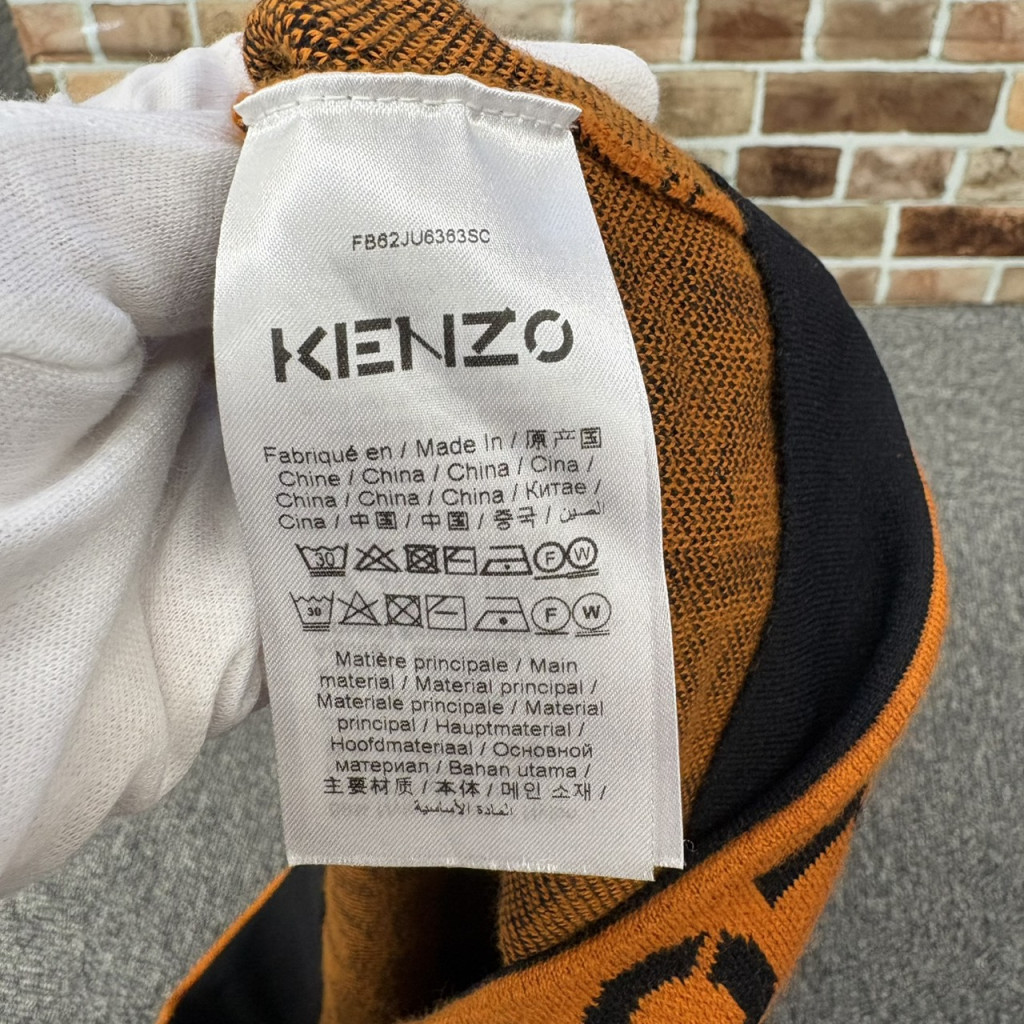 FB62JU6363SC
KENZO
Fabriqué en / Made In / 原产国
Chine / China / China / Cina /
China / China / China / Китае /
Cina / 中国 / 中国 / 중국 / الصين
30 F W
30 F W
Matière principale / Main
material / Material principal /
Materiale principale / Material
principal / Hauptmaterial /
Hoofdmateriaal / Основной
материал / Bahan utama /
主要材质 / 本体 / 메인 소재 /
المادة الأساسية